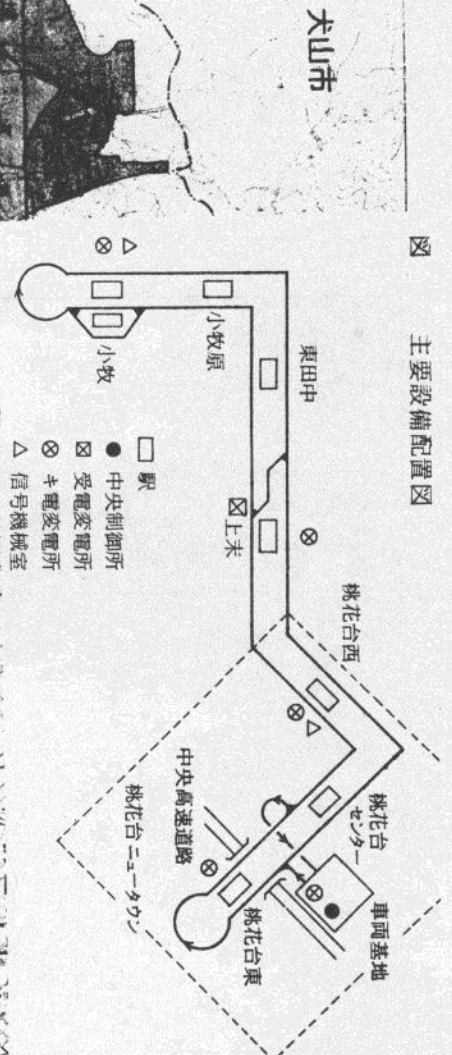 犬山市
図 主要設備配置図
小牧
小牧原
東田中
上末
桃花台西
桃花台
センター
車両基地
桃花台東
中央高速道路
桃花台ニュータウン
駅
中央制御所
受電変電所
キ電変電所
信号機械室